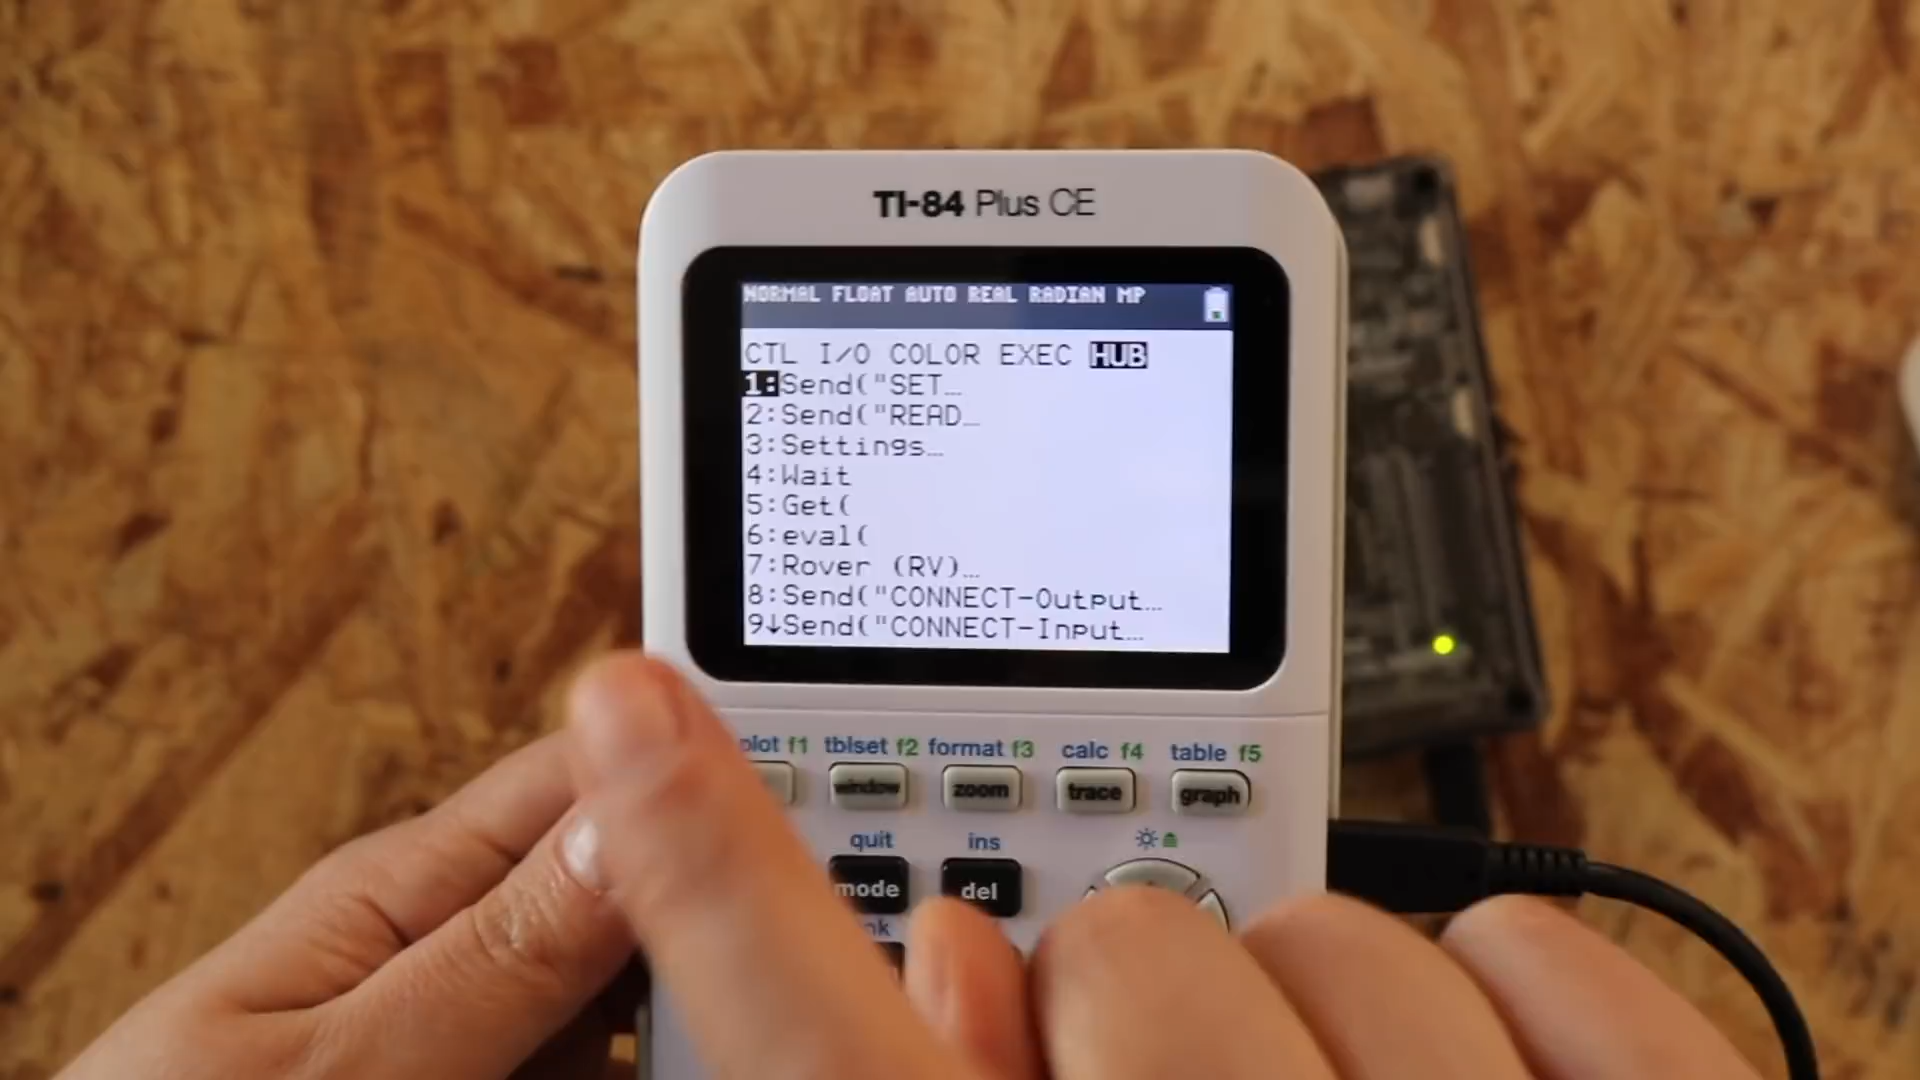 TI-84 Plus CE
NORMAL FLOAT AUTO REAL RADIAN MP
CTL I/O COLOR EXEC HUB
1:Send("SET…
2:Send("READ…
3:Settings…
4:Wait
5:Get(
6:eval(
7:Rover (RV)…
8:Send("CONNECT-Output…
9↓Send("CONNECT-Input…
plot f1 tblset f2 format f3 calc f4 table f5
window zoom trace graph
quit ins
mode del